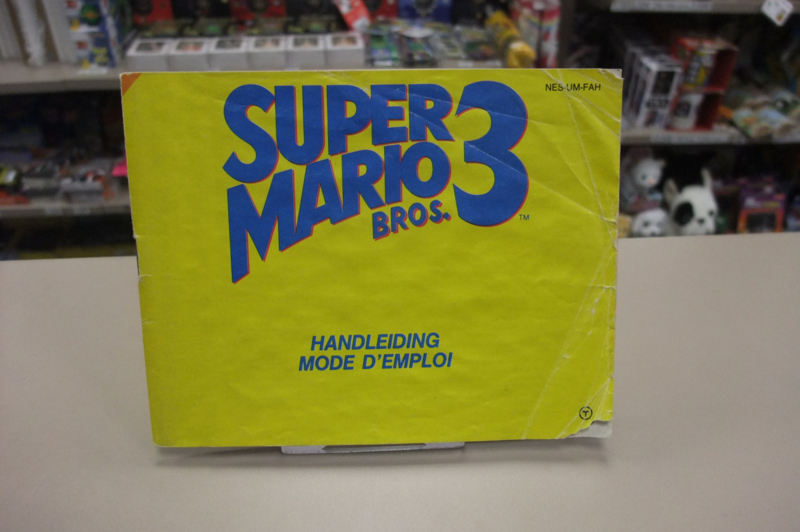 NES-UM-FAH
SUPER
MARIO
BROS. 3
TM
HANDLEIDING
MODE D'EMPLOI